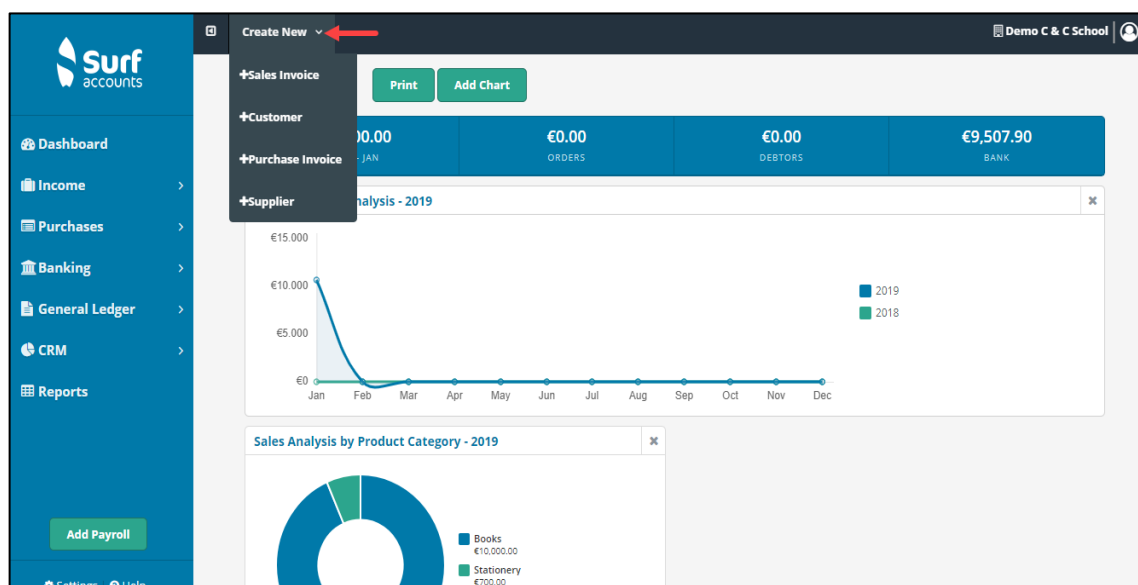 Surf
accounts
Create New
Demo C & C School
+Sales Invoice
+Customer
+Purchase Invoice
+Supplier
Print
Add Chart
Dashboard
Income
Purchases
Banking
General Ledger
CRM
Reports
Add Payroll
Settings Help
00.00
- JAN
€0.00
ORDERS
€0.00
DEBTORS
€9,507.90
BANK
nalysis - 2019
€15.000
€10.000
€5.000
€0
Jan Feb Mar Apr May Jun Jul Aug Sep Oct Nov Dec
2019
2018
Sales Analysis by Product Category - 2019
Books
€10,000.00
Stationery
€700.00